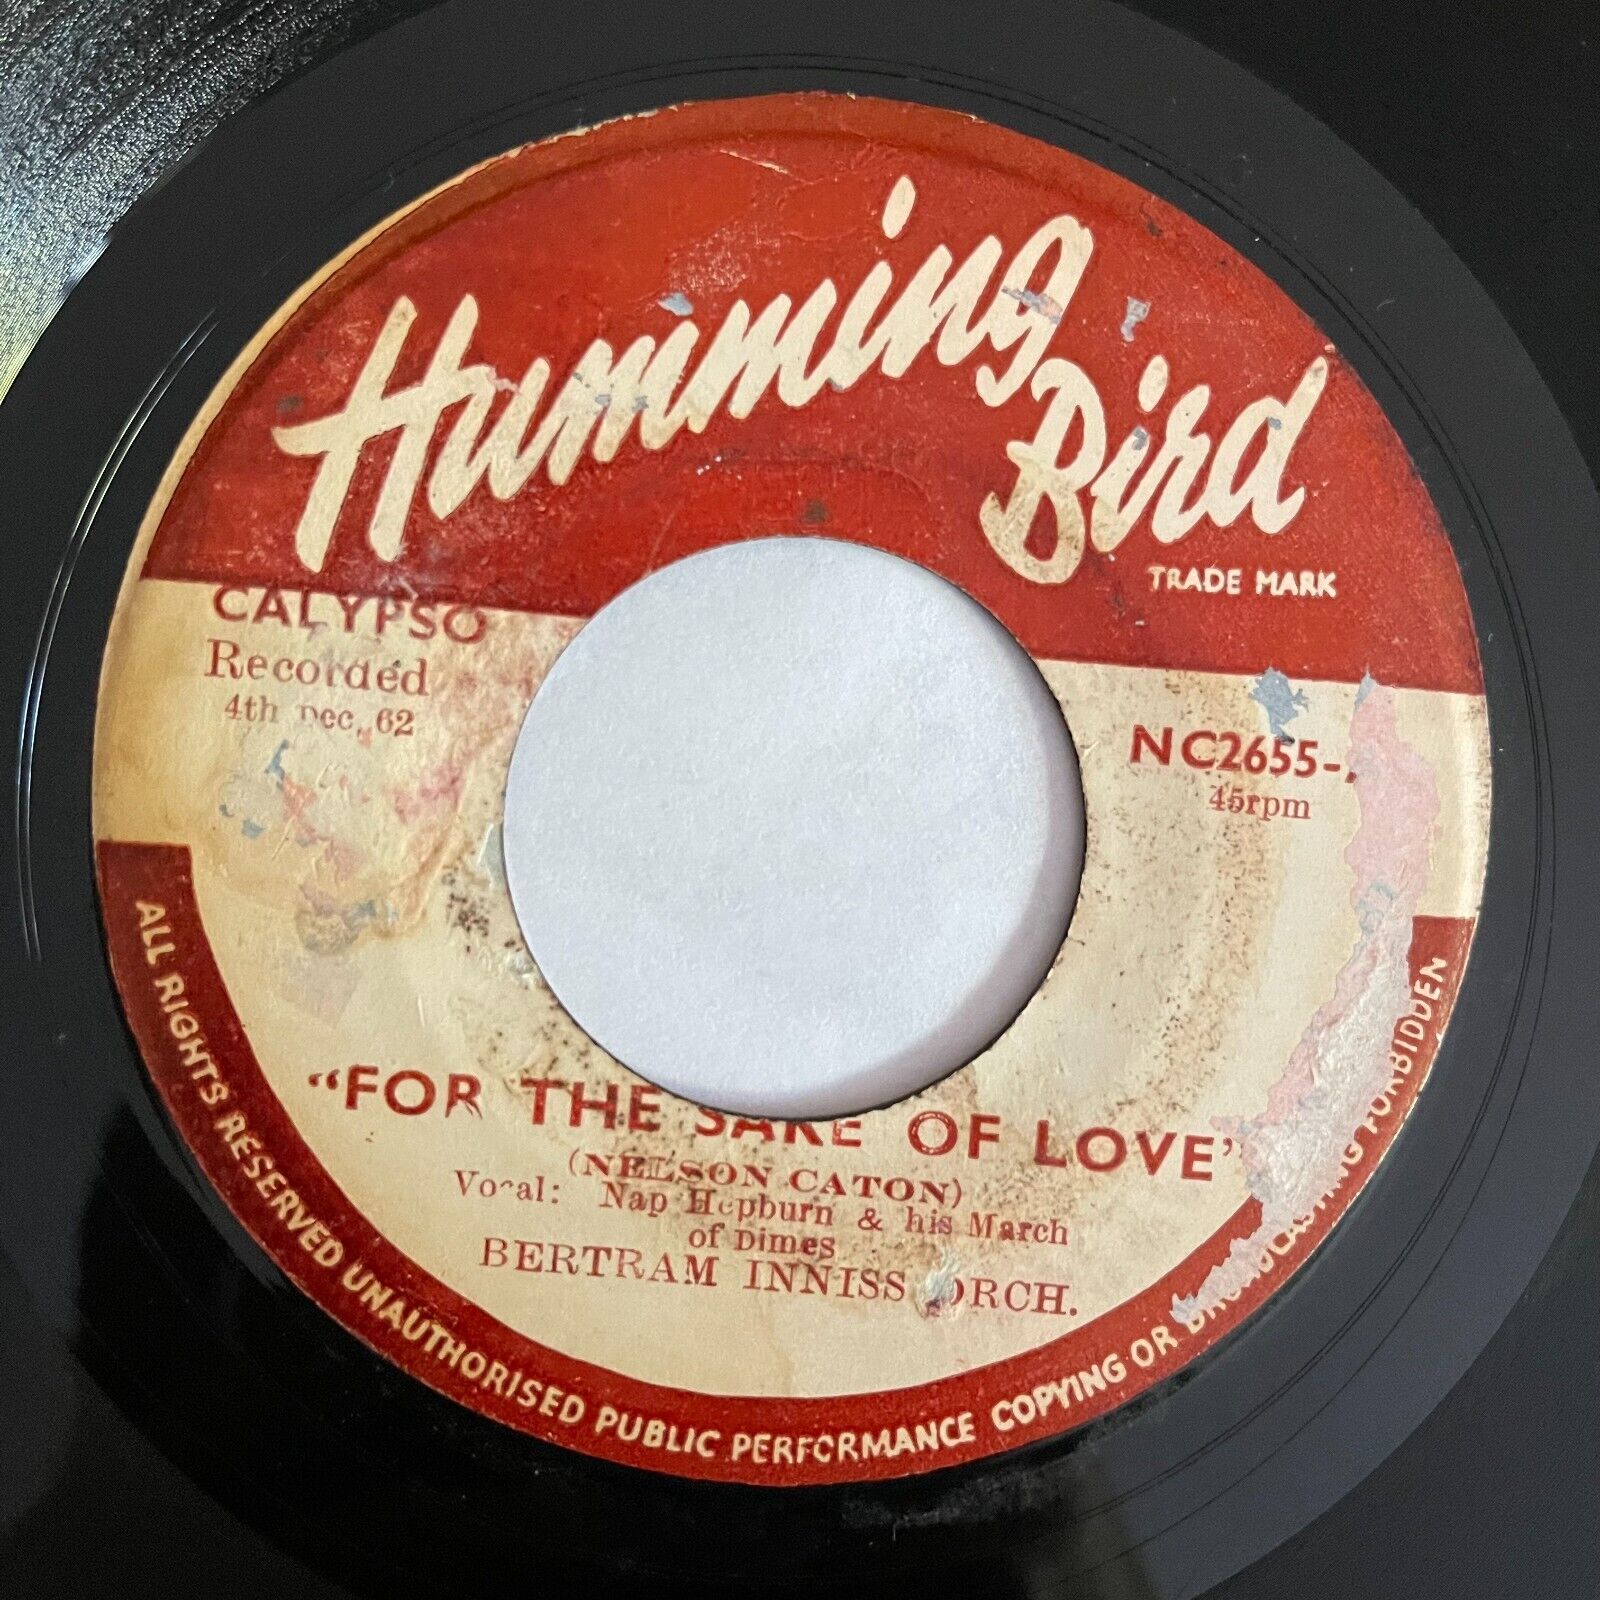 Humming
Bird
TRADE MARK
CALYPSO
Recorded
4th Dec. 62
NC2655-
45rpm
"FOR THE SAKE OF LOVE"
(NELSON CATON)
Vocal: Nap Hepburn & his March
of Dimes
BERTRAM INNISS ORCH.
ALL RIGHTS RESERVED UNAUTHORISED PUBLIC PERFORMANCE COPYING OR BROADCASTING FORBIDDEN